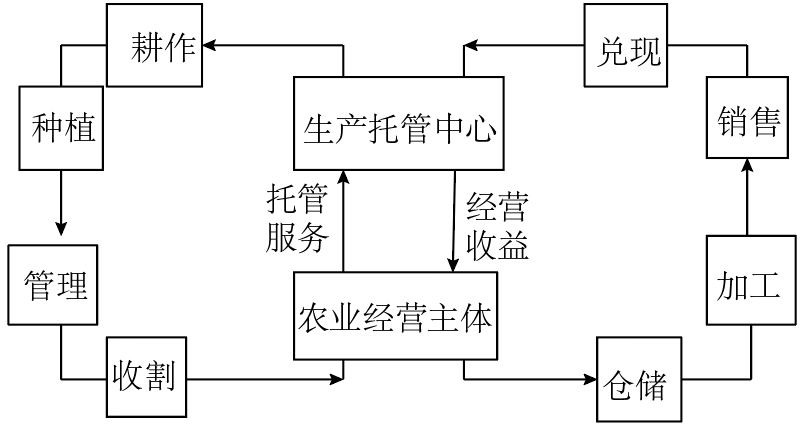 耕作
兑现
种植
生产托管中心
销售
托管
服务
经营
收益
管理
农业经营主体
加工
收割
仓储